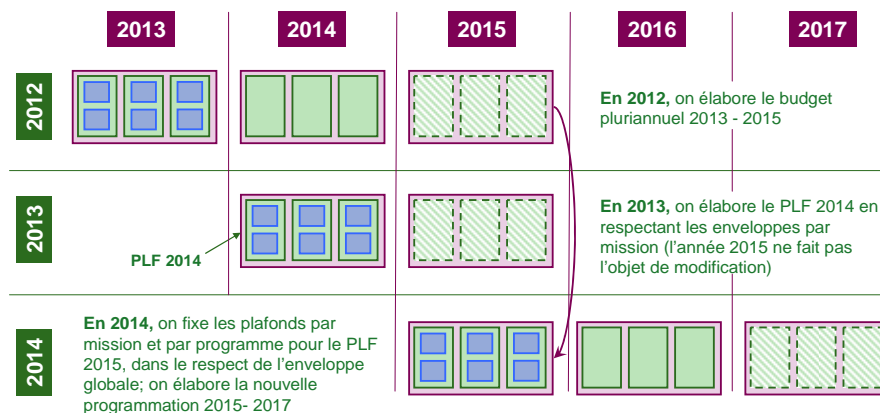 2013
2014
2015
2016
2017
2012
En 2012, on élabore le budget
pluriannuel 2013 - 2015
2013
PLF 2014
En 2013, on élabore le PLF 2014 en
respectant les enveloppes par
mission (l’année 2015 ne fait pas
l’objet de modification)
2014
En 2014, on fixe les plafonds par
mission et par programme pour le PLF
2015, dans le respect de l’enveloppe
globale; on élabore la nouvelle
programmation 2015- 2017